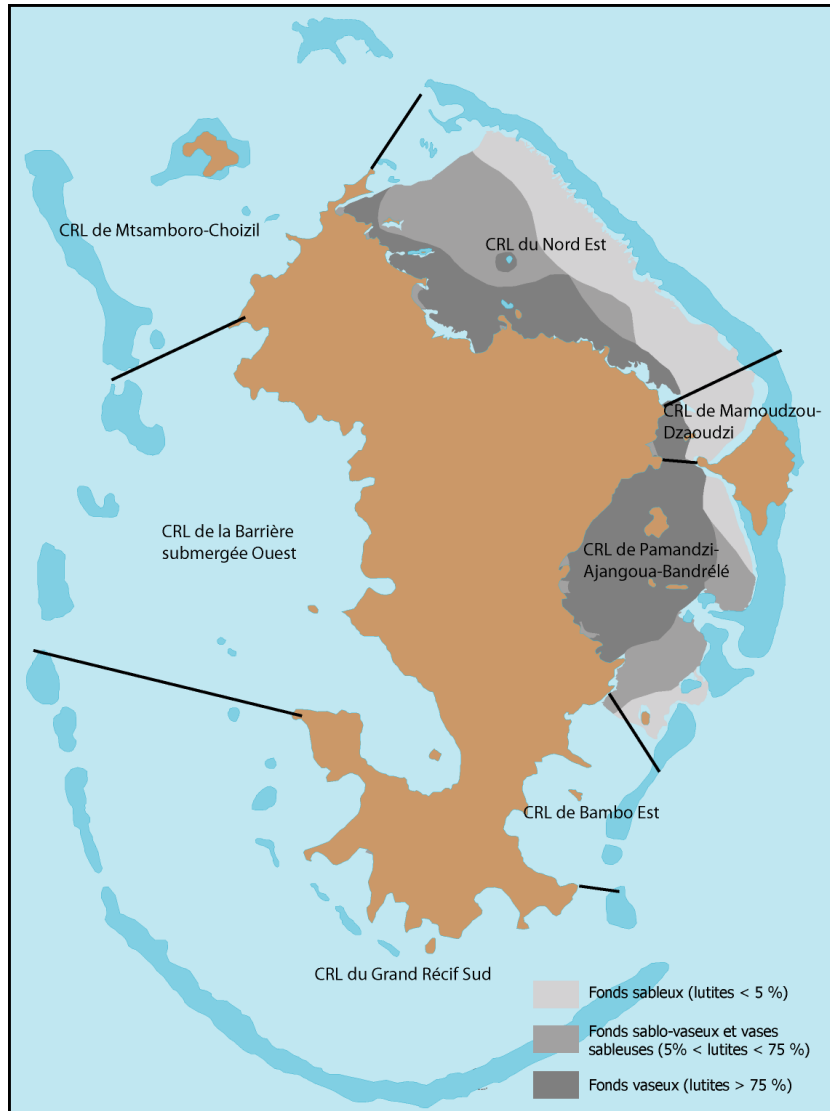 CRL de Mtsamboro-Choizil
CRL du Nord Est
CRL de Mamoudzou-
Dzaoudzi
CRL de la Barrière
submergée Ouest
CRL de Pamandzi-
Ajangoua-Bandrélé
CRL de Bambo Est
CRL du Grand Récif Sud
Fonds sableux (lutites < 5 %)
Fonds sablo-vaseux et vases
sableuses (5% < lutites < 75 %)
Fonds vaseux (lutites > 75 %)